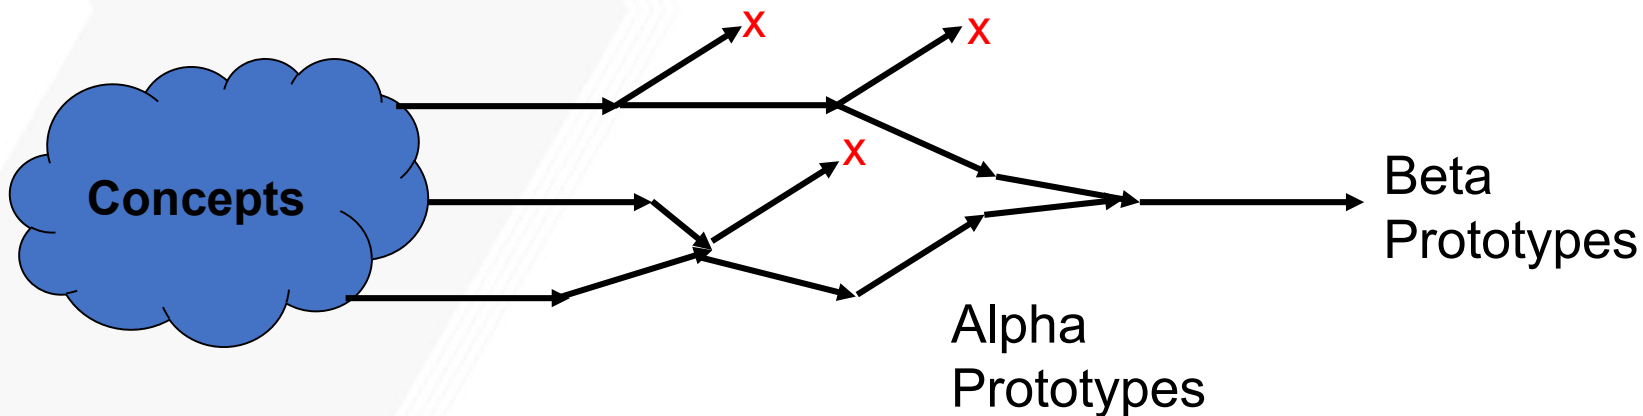 X
X
X
Concepts
Beta
Prototypes
Alpha
Prototypes